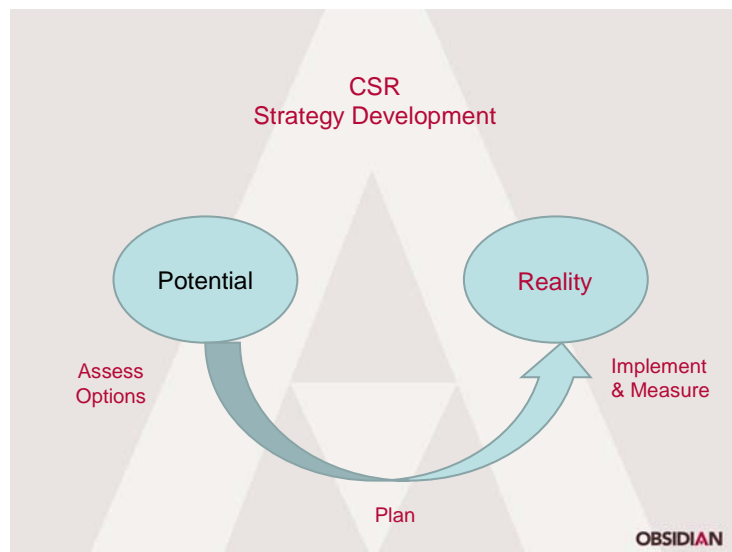 CSR
Strategy Development
Potential
Reality
Assess
Options
Implement
& Measure
Plan
OBSIDIAN